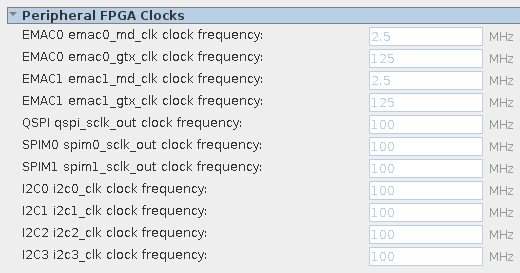 Peripheral FPGA Clocks
EMAC0 emac0_md_clk clock frequency: 2.5 MHz
EMAC0 emac0_gtx_clk clock frequency: 125 MHz
EMAC1 emac1_md_clk clock frequency: 2.5 MHz
EMAC1 emac1_gtx_clk clock frequency: 125 MHz
QSPI qspi_sclk_out clock frequency: 100 MHz
SPIM0 spim0_sclk_out clock frequency: 100 MHz
SPIM1 spim1_sclk_out clock frequency: 100 MHz
I2C0 i2c0_clk clock frequency: 100 MHz
I2C1 i2c1_clk clock frequency: 100 MHz
I2C2 i2c2_clk clock frequency: 100 MHz
I2C3 i2c3_clk clock frequency: 100 MHz